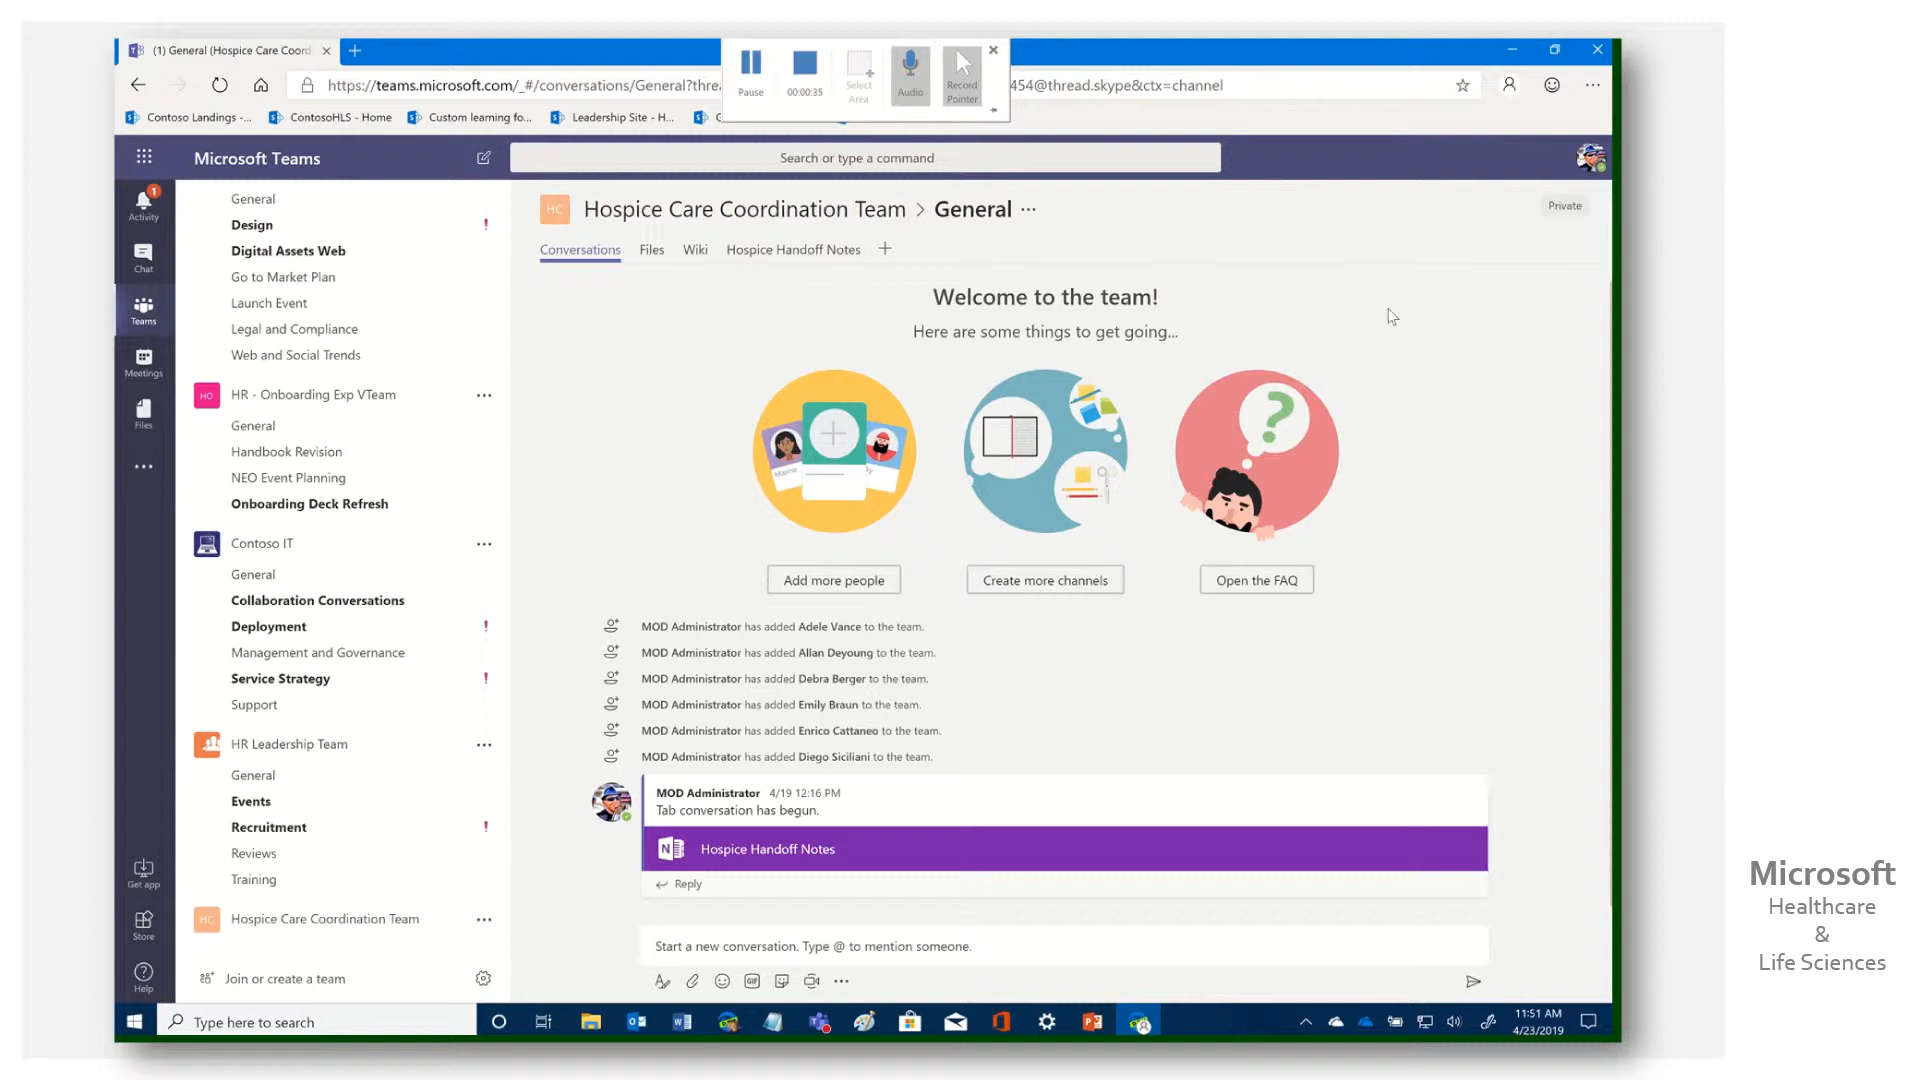 (1) General (Hospice Care Coord
https://teams.microsoft.com/_#/conversations/General?thre
454@thread.skype&ctx=channel
Pause
00:00:35
Select
Area
Audio
Record
Pointer
Contoso Landings -...
ContosoHLS - Home
Custom learning fo...
Leadership Site - H...
Microsoft Teams
Search or type a command
Activity
1
Chat
Teams
Meetings
Files
Get app
Store
Help
General
Design !
Digital Assets Web
Go to Market Plan
Launch Event
Legal and Compliance
Web and Social Trends
HO HR - Onboarding Exp VTeam ...
General
Handbook Revision
NEO Event Planning
Onboarding Deck Refresh
Contoso IT ...
General
Collaboration Conversations
Deployment !
Management and Governance
Service Strategy !
Support
HR Leadership Team ...
General
Events
Recruitment !
Reviews
Training
HC Hospice Care Coordination Team ...
Join or create a team
HC Hospice Care Coordination Team > General ...
Private
Conversations Files Wiki Hospice Handoff Notes +
Welcome to the team!
Here are some things to get going...
Maxine
?
Add more people
Create more channels
Open the FAQ
MOD Administrator has added Adele Vance to the team.
MOD Administrator has added Allan Deyoung to the team.
MOD Administrator has added Debra Berger to the team.
MOD Administrator has added Emily Braun to the team.
MOD Administrator has added Enrico Cattaneo to the team.
MOD Administrator has added Diego Siciliani to the team.
MOD Administrator 4/19 12:16 PM
Tab conversation has begun.
N Hospice Handoff Notes
Reply
Start a new conversation. Type @ to mention someone.
GIF
Type here to search
11:51 AM
4/23/2019
Microsoft
Healthcare
&
Life Sciences